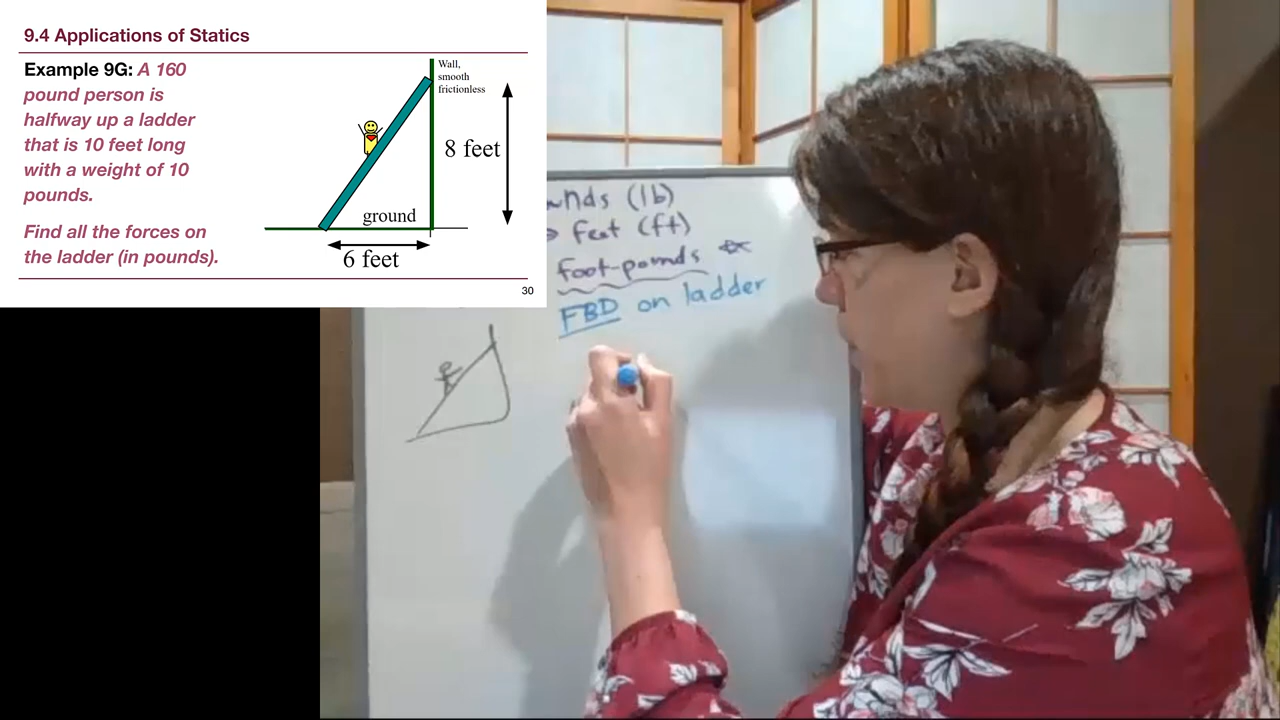 9.4 Applications of Statics
Example 9G: A 160
pound person is
halfway up a ladder
that is 10 feet long
with a weight of 10
pounds.
Find all the forces on
the ladder (in pounds).
Wall,
smooth
frictionless
8 feet
ground
6 feet
30
(lb)
(ft)
foot-pounds
FBD on ladder